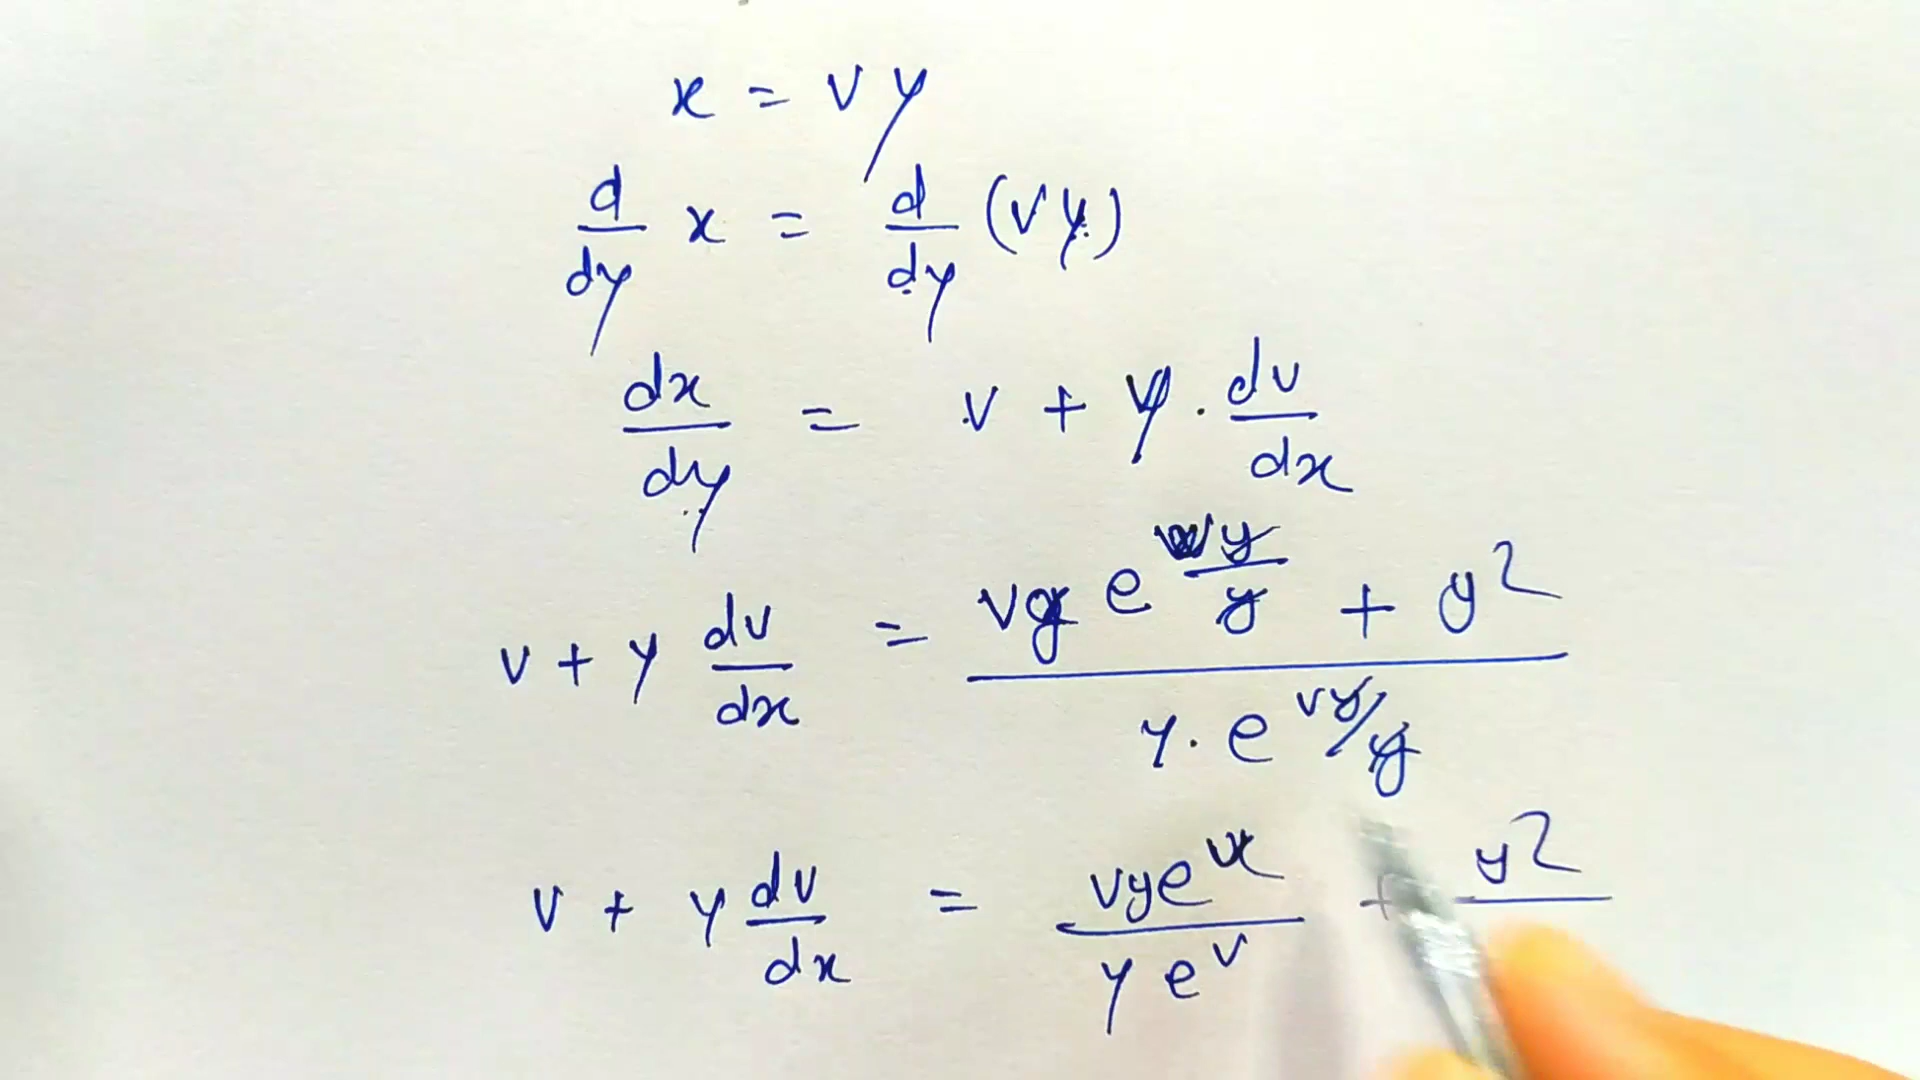 x = vy
d/dy x = d/dy (vy)
dx/dy = v + y · dv/dx
v + y dv/dx = (vy e^(vy/y) + y^2) / (y · e^(vy/y))
v + y dv/dx = vye^v / ye^v + y^2